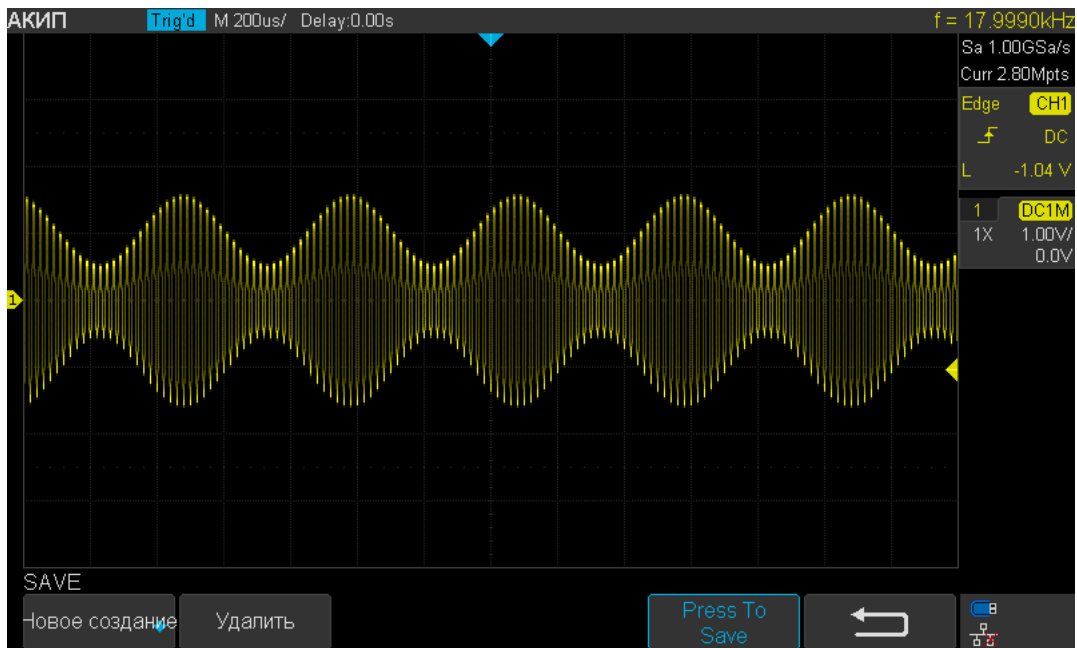 АКИП Trig'd M 200us/ Delay:0.00s f = 17.9990kHz
Sa 1.00GSa/s
Curr 2.80Mpts
Edge CH1
DC
L -1.04 V
1 DC1M
1X 1.00V/
0.0V
1
SAVE
Новое создание
Удалить
Press To
Save